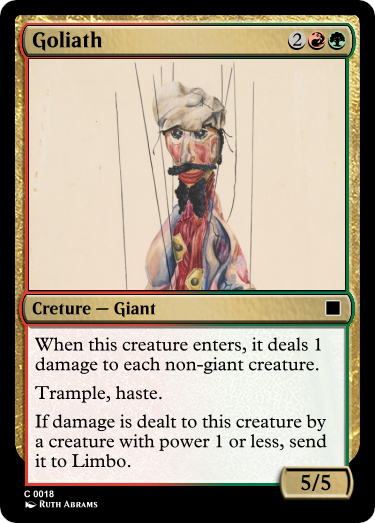 Goliath 2
Creture — Giant
When this creature enters, it deals 1
damage to each non-giant creature.
Trample, haste.
If damage is dealt to this creature by
a creature with power 1 or less, send
it to Limbo.
5/5
C 0018
Ruth Abrams